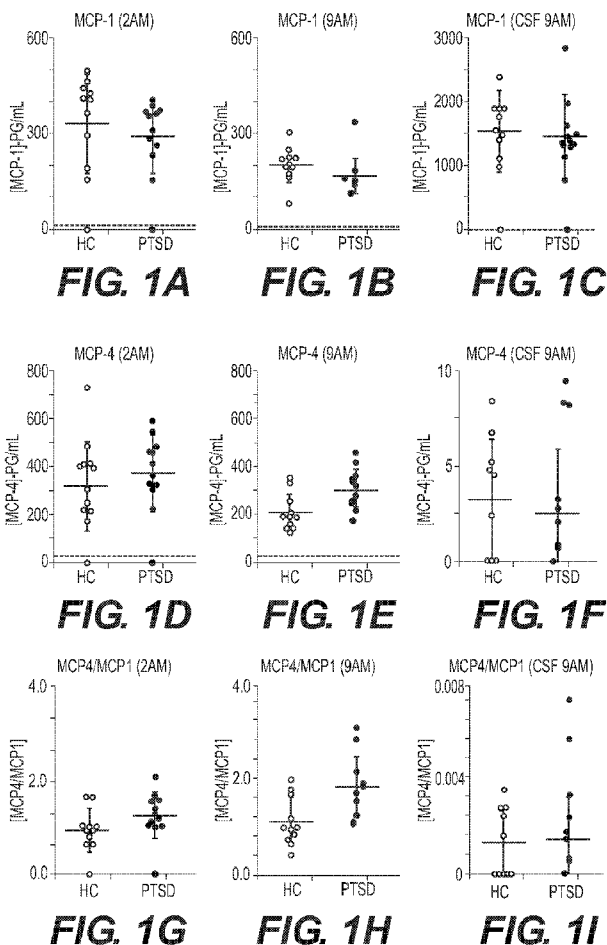 MCP-1 (2AM)
600
300
0
[MCP-1]-PG/mL
HC PTSD
FIG. 1A
MCP-1 (9AM)
600
300
0
[MCP-1]-PG/mL
HC PTSD
FIG. 1B
MCP-1 (CSF 9AM)
3000
2000
1000
0
[MCP-1]-PG/mL
HC PTSD
FIG. 1C
MCP-4 (2AM)
800
600
400
200
0
[MCP-4]-PG/mL
HC PTSD
FIG. 1D
MCP-4 (9AM)
800
600
400
200
0
[MCP-4]-PG/mL
HC PTSD
FIG. 1E
MCP-4 (CSF 9AM)
10
5
0
[MCP-4]-PG/mL
HC PTSD
FIG. 1F
MCP4/MCP1 (2AM)
4.0
2.0
0.0
[MCP4/MCP1]
HC PTSD
FIG. 1G
MCP4/MCP1 (9AM)
4.0
2.0
0.0
[MCP4/MCP1]
HC PTSD
FIG. 1H
MCP4/MCP1 (CSF 9AM)
0.008
0.004
0
[MCP4/MCP1]
HC PTSD
FIG. 1I